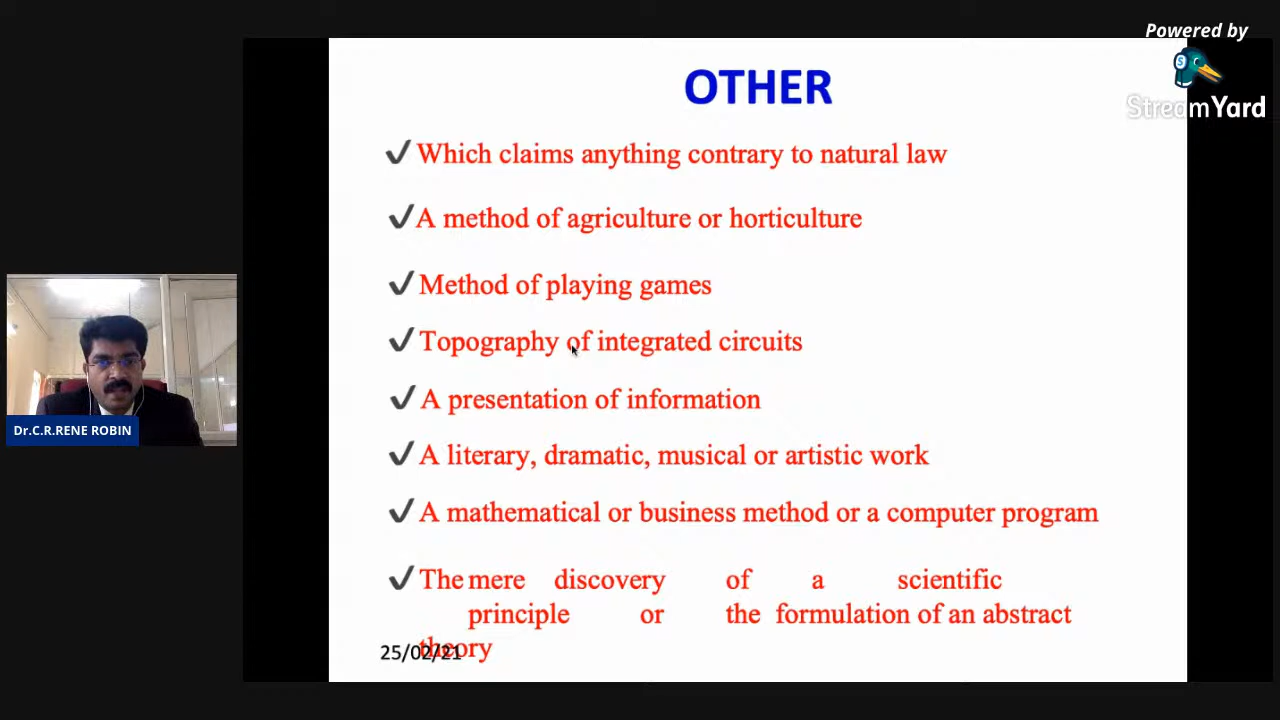 Powered by
StreamYard
OTHER
✔Which claims anything contrary to natural law
✔A method of agriculture or horticulture
✔Method of playing games
✔Topography of integrated circuits
✔A presentation of information
✔A literary, dramatic, musical or artistic work
✔A mathematical or business method or a computer program
✔The mere discovery of a scientific
principle or the formulation of an abstract
theory
25/02/21
Dr.C.R.RENE ROBIN